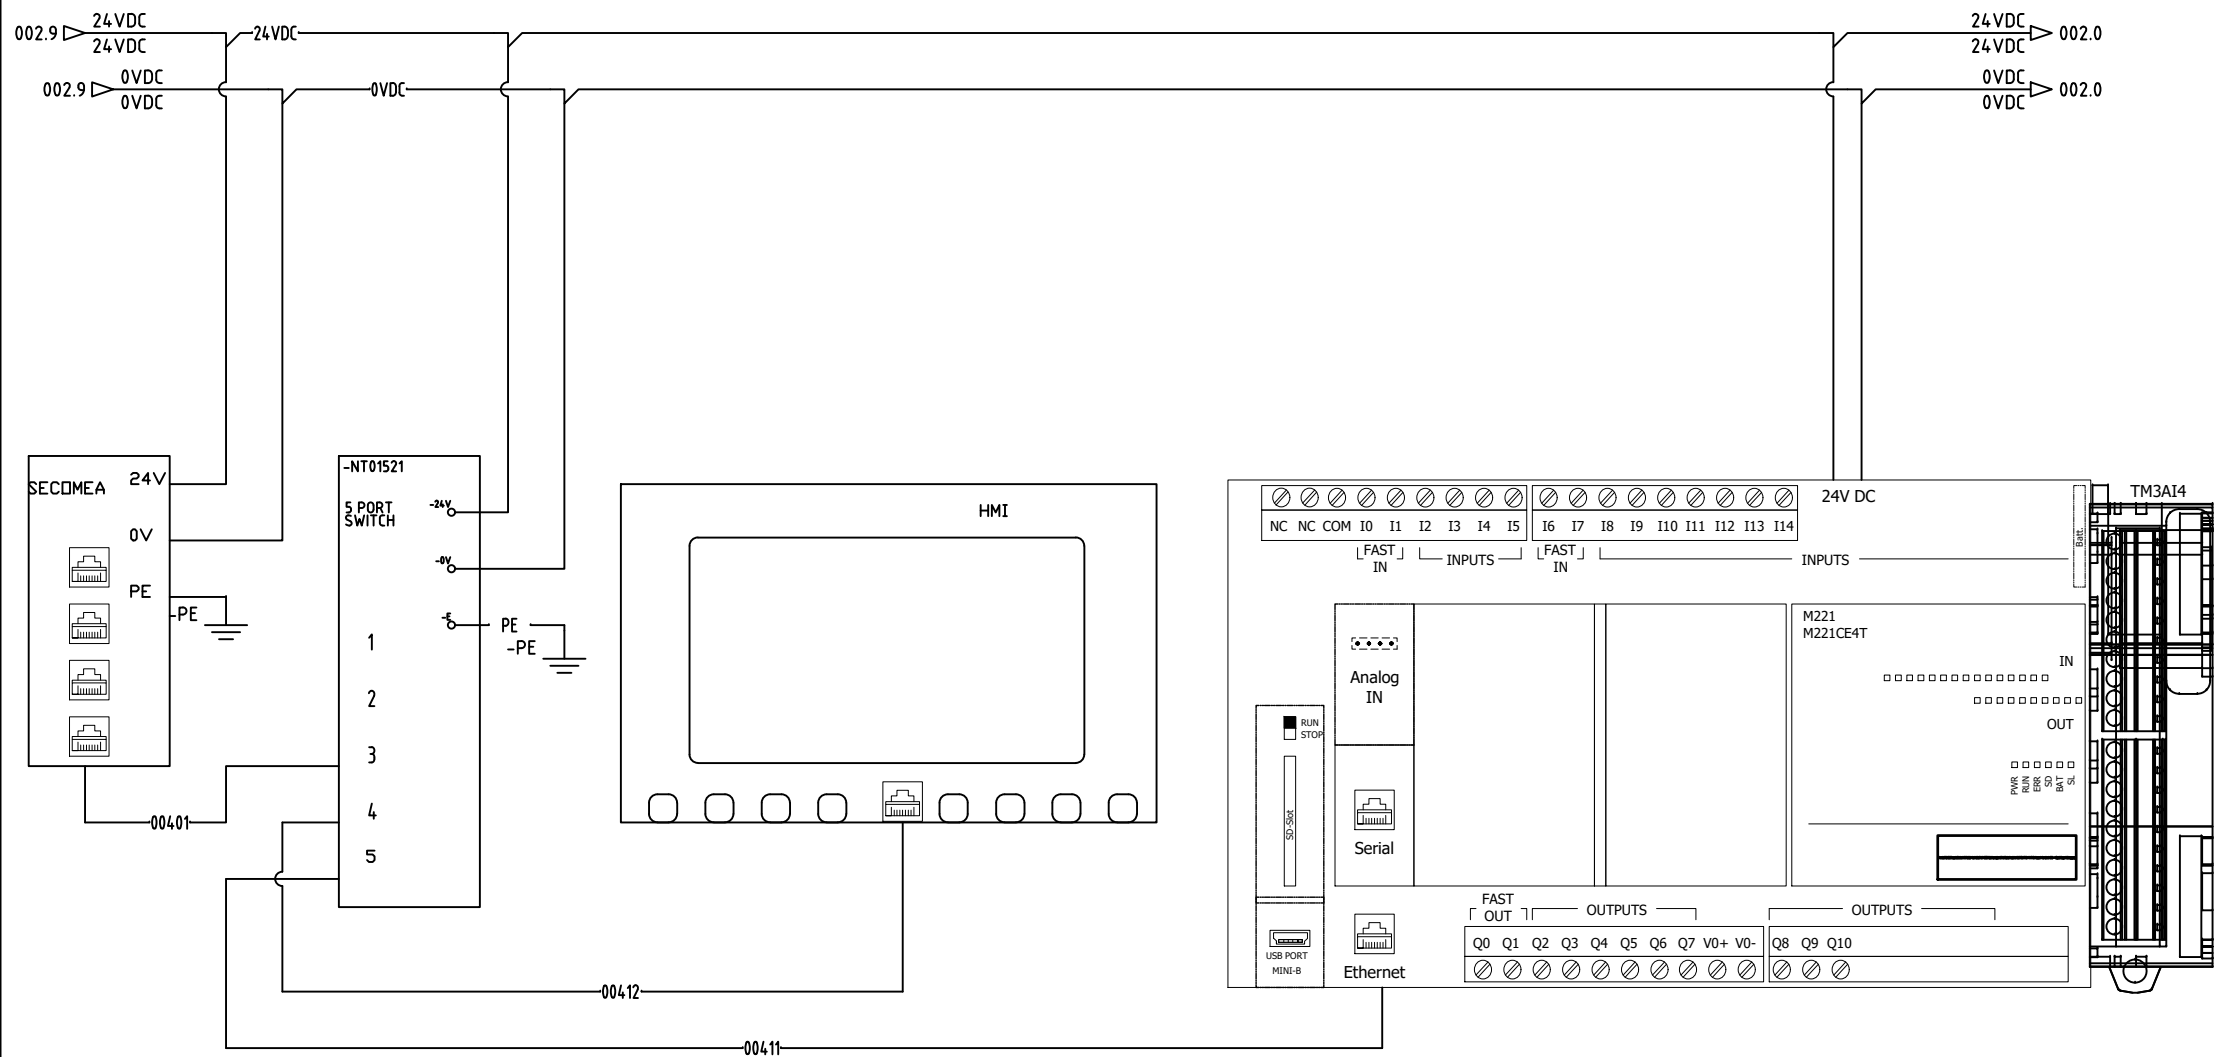 24VDC
002.9
24VDC
24VDC
24VDC
002.0
24VDC
0VDC
002.9
0VDC
0VDC
0VDC
002.0
0VDC
SECOMEA
24V
0V
PE
-PE
-NT01521
5 PORT
SWITCH
-24V
-0V
-E
PE
-PE
1
2
3
4
5
00401
00412
00411
HMI
24V DC
NC NC COM I0 I1 I2 I3 I4 I5 I6 I7 I8 I9 I10 I11 I12 I13 I14
FAST
IN
INPUTS
FAST
IN
INPUTS
Batt.
TM3AI4
M221
M221CE4T
IN
OUT
PWR
RUN
ERR
SD
BAT
SL
Analog
IN
RUN
STOP
SD-Slot
Serial
USB PORT
MINI-B
Ethernet
FAST
OUT
OUTPUTS
OUTPUTS
Q0 Q1 Q2 Q3 Q4 Q5 Q6 Q7 V0+ V0- Q8 Q9 Q10